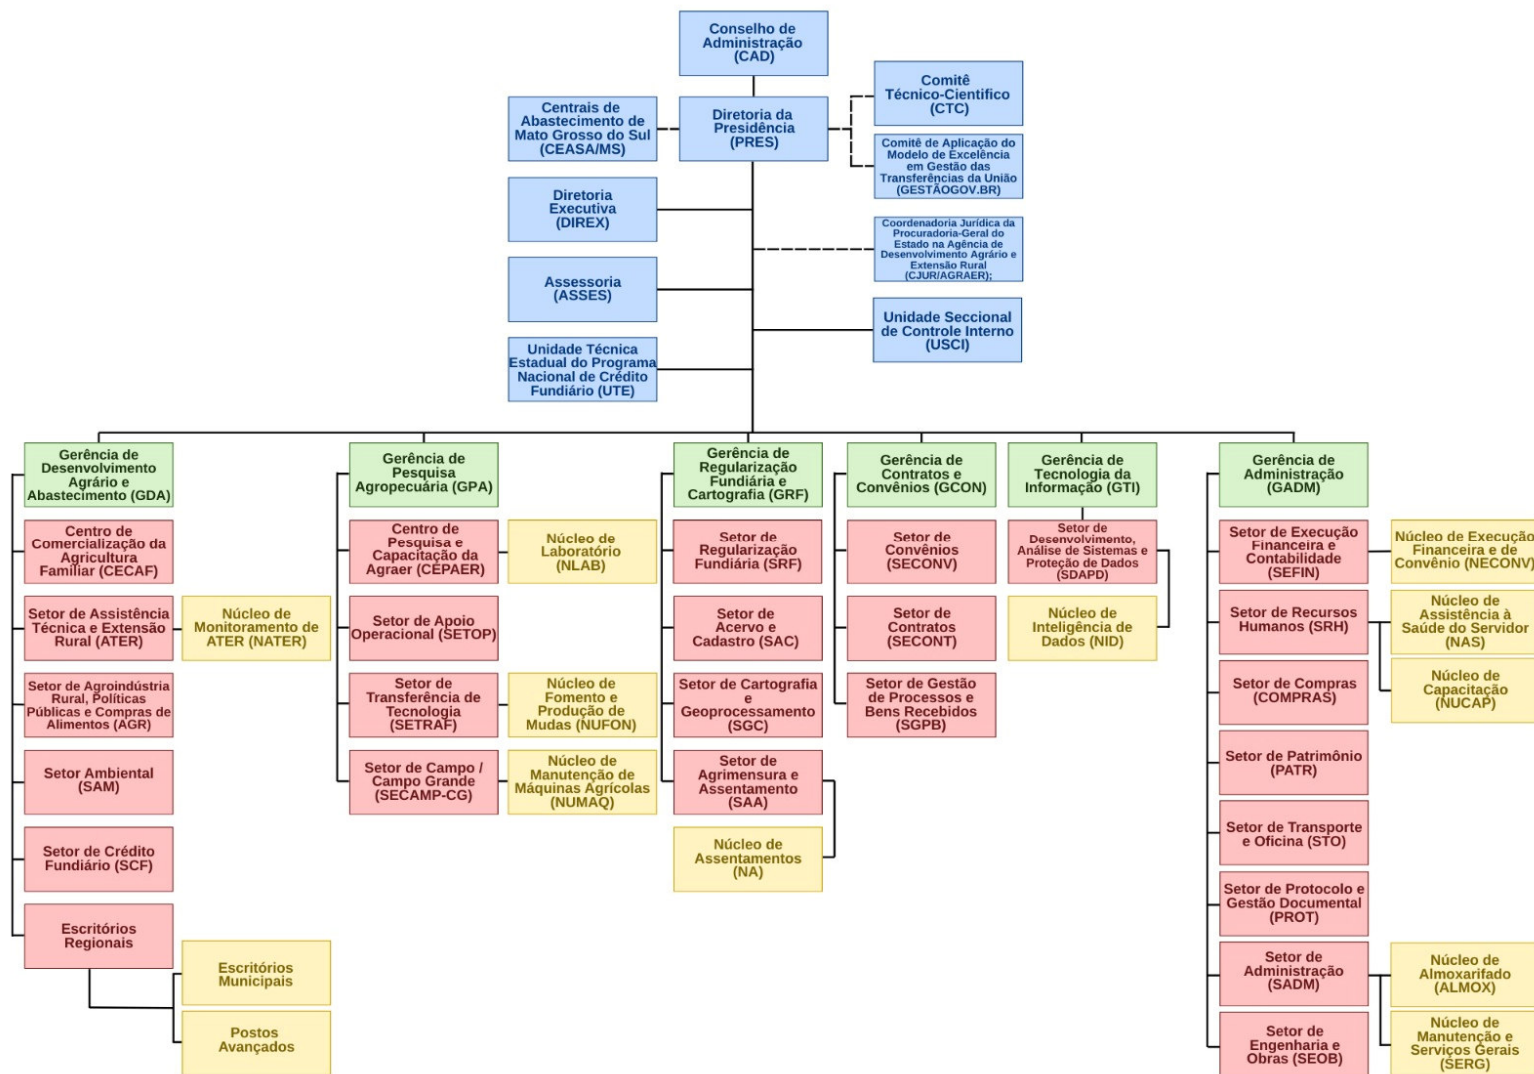 Conselho de
Administração
(CAD)
Centrais de
Abastecimento de
Mato Grosso do Sul
(CEASA/MS)
Diretoria da
Presidência
(PRES)
Comitê
Técnico-Cientifico
(CTC)
Comitê de Aplicação do
Modelo de Excelência
em Gestão das
Transferências da União
(GESTÃOGOV.BR)
Diretoria
Executiva
(DIREX)
Coordenadoria Jurídica da
Procuradoria-Geral do
Estado na Agência de
Desenvolvimento Agrário e
Extensão Rural
(CJUR/AGRAER);
Assessoria
(ASSES)
Unidade Seccional
de Controle Interno
(USCI)
Unidade Técnica
Estadual do Programa
Nacional de Crédito
Fundiário (UTE)
Gerência de
Desenvolvimento
Agrário e
Abastecimento (GDA)
Centro de
Comercialização da
Agricultura
Familiar (CECAF)
Setor de Assistência
Técnica e Extensão
Rural (ATER)
Núcleo de
Monitoramento de
ATER (NATER)
Setor de Agroindústria
Rural, Políticas
Públicas e Compras de
Alimentos (AGR)
Setor Ambiental
(SAM)
Setor de Crédito
Fundiário (SCF)
Escritórios
Regionais
Escritórios
Municipais
Postos
Avançados
Gerência de
Pesquisa
Agropecuária (GPA)
Centro de
Pesquisa e
Capacitação da
Agraer (CEPAER)
Núcleo de
Laboratório
(NLAB)
Setor de Apoio
Operacional (SETOP)
Setor de
Transferência de
Tecnologia
(SETRAF)
Núcleo de
Fomento e
Produção de
Mudas (NUFON)
Setor de Campo /
Campo Grande
(SECAMP-CG)
Núcleo de
Manutenção de
Máquinas Agrícolas
(NUMAQ)
Gerência de
Regularização
Fundiária e
Cartografia (GRF)
Setor de
Regularização
Fundiária (SRF)
Setor de
Acervo e
Cadastro (SAC)
Setor de Cartografia
e
Geoprocessamento
(SGC)
Setor de
Agrimensura e
Assentamento
(SAA)
Núcleo de
Assentamentos
(NA)
Gerência de
Contratos e
Convênios (GCON)
Setor de
Convênios
(SECONV)
Setor de
Contratos
(SECONT)
Setor de Gestão
de Processos e
Bens Recebidos
(SGPB)
Gerência de
Tecnologia da
Informação (GTI)
Setor de
Desenvolvimento,
Análise de Sistemas e
Proteção de Dados
(SDAPD)
Núcleo de
Inteligência de
Dados (NID)
Gerência de
Administração
(GADM)
Setor de Execução
Financeira e
Contabilidade
(SEFIN)
Núcleo de Execução
Financeira e de
Convênio (NECONV)
Setor de Recursos
Humanos (SRH)
Núcleo de
Assistência à
Saúde do Servidor
(NAS)
Núcleo de
Capacitação
(NUCAP)
Setor de Compras
(COMPRAS)
Setor de Patrimônio
(PATR)
Setor de Transporte
e Oficina (STO)
Setor de Protocolo e
Gestão Documental
(PROT)
Setor de
Administração
(SADM)
Núcleo de
Almoxarifado
(ALMOX)
Núcleo de
Manutenção e
Serviços Gerais
(SERG)
Setor de
Engenharia e
Obras (SEOB)